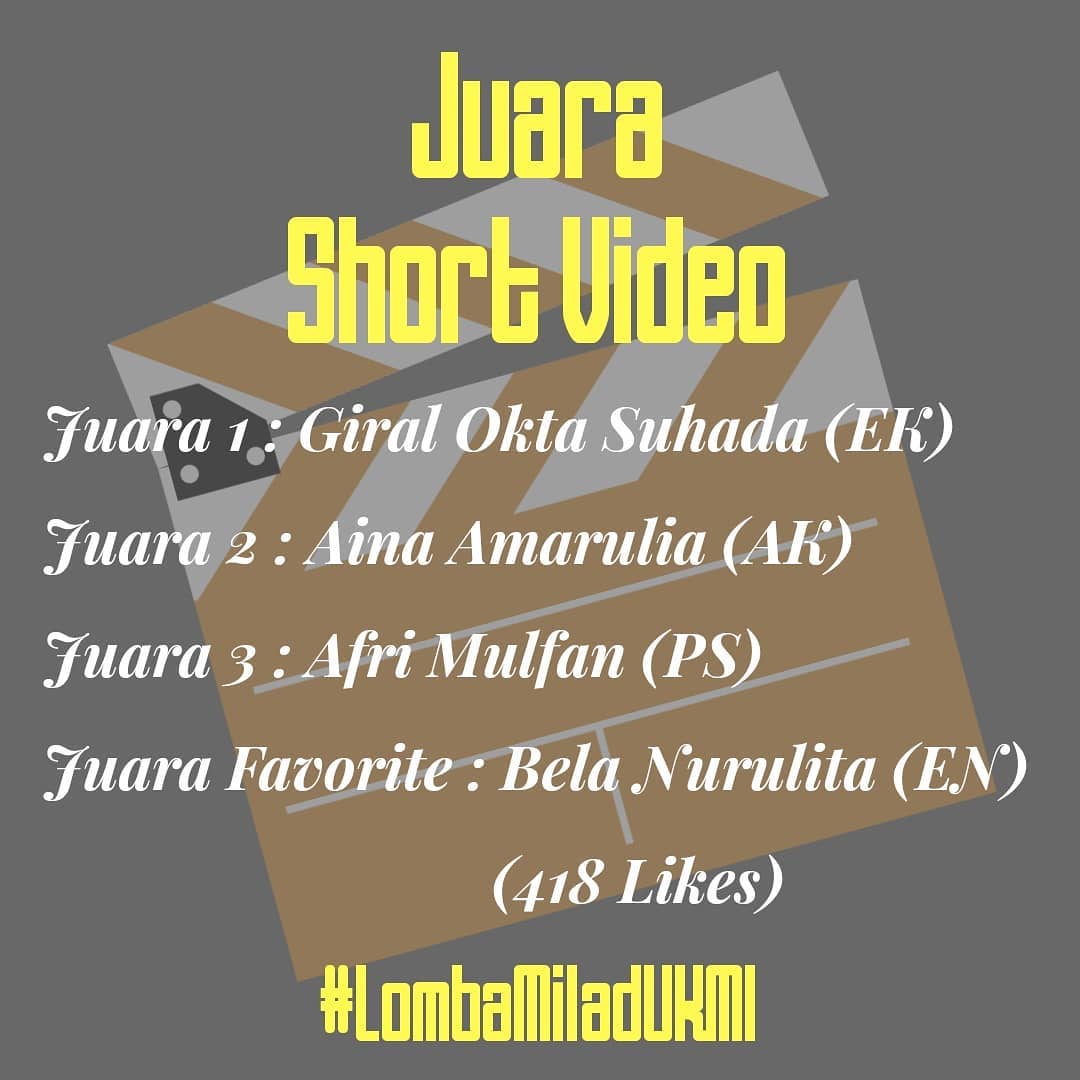 Juara
Short Video
Juara 1 : Giral Okta Suhada (EK)
Juara 2 : Aina Amarulia (AK)
Juara 3 : Afri Mulfan (PS)
Juara Favorite : Bela Nurulita (EN)
(418 Likes)
#LombaMiladUKMI